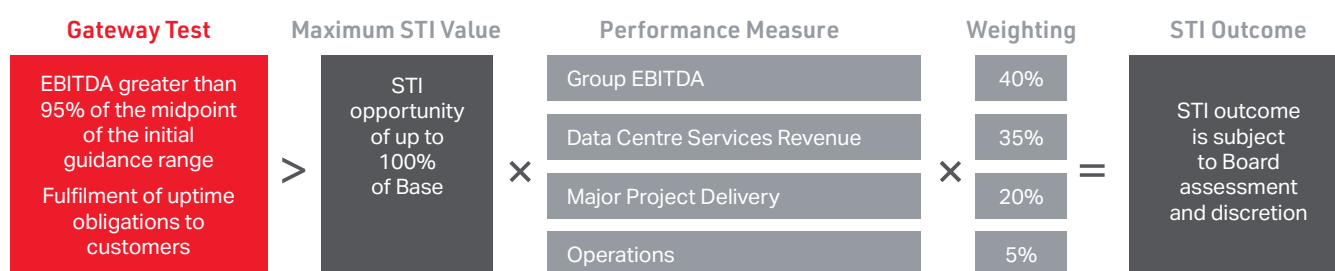 Gateway Test
EBITDA greater than
95% of the midpoint
of the initial
guidance range
Fulfilment of uptime
obligations to
customers
>
Maximum STI Value
STI
opportunity
of up to
100%
of Base
×
Performance Measure
Group EBITDA
Data Centre Services Revenue
Major Project Delivery
Operations
×
Weighting
40%
35%
20%
5%
=
STI Outcome
STI outcome
is subject
to Board
assessment
and discretion